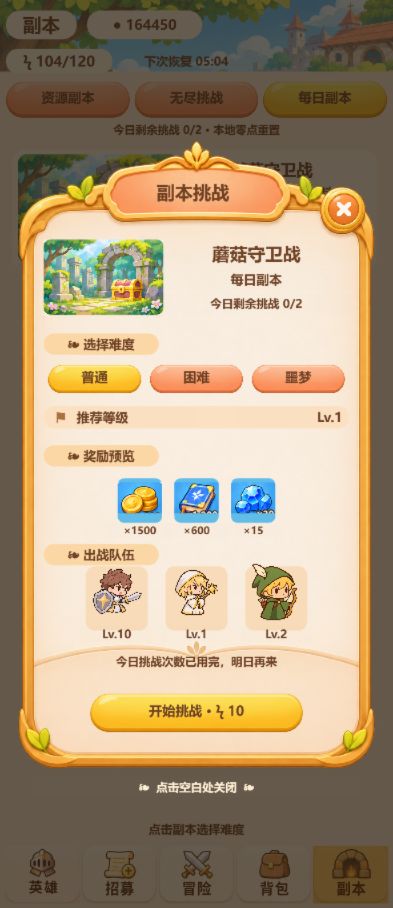 副本
164450
104/120
下次恢复 05:04
资源副本
无尽挑战
每日副本
今日剩余挑战 0/2 · 本地零点重置
副本挑战
蘑菇守卫战
每日副本
今日剩余挑战 0/2
选择难度
普通
困难
噩梦
推荐等级
Lv.1
奖励预览
×1500
×600
×15
出战队伍
Lv.10
Lv.1
Lv.2
今日挑战次数已用完，明日再来
开始挑战 · 10
点击空白处关闭
点击副本选择难度
英雄
招募
冒险
背包
副本